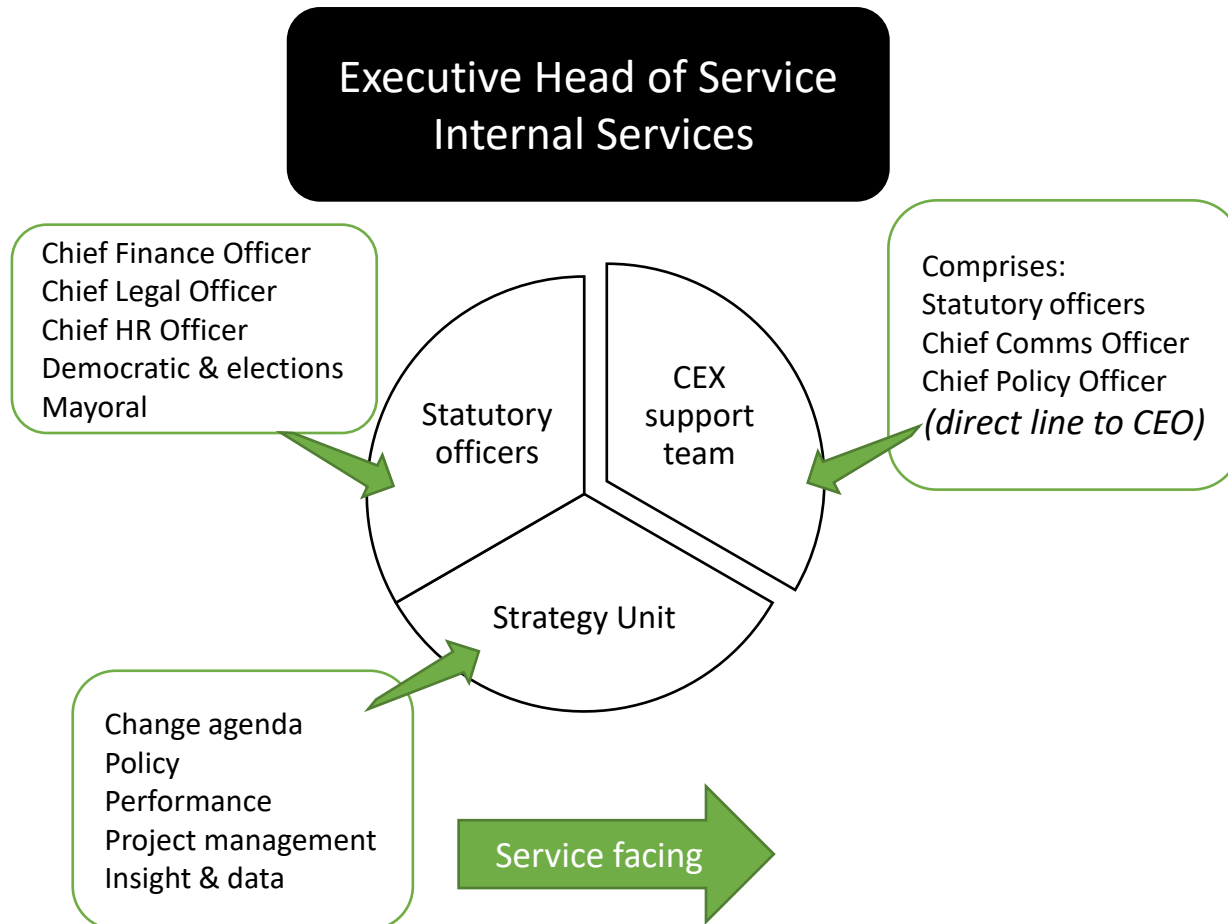 Executive Head of Service
Internal Services
Chief Finance Officer
Chief Legal Officer
Chief HR Officer
Democratic & elections
Mayoral
Comprises:
Statutory officers
Chief Comms Officer
Chief Policy Officer
(direct line to CEO)
Statutory
officers
CEX
support
team
Strategy Unit
Change agenda
Policy
Performance
Project management
Insight & data
Service facing